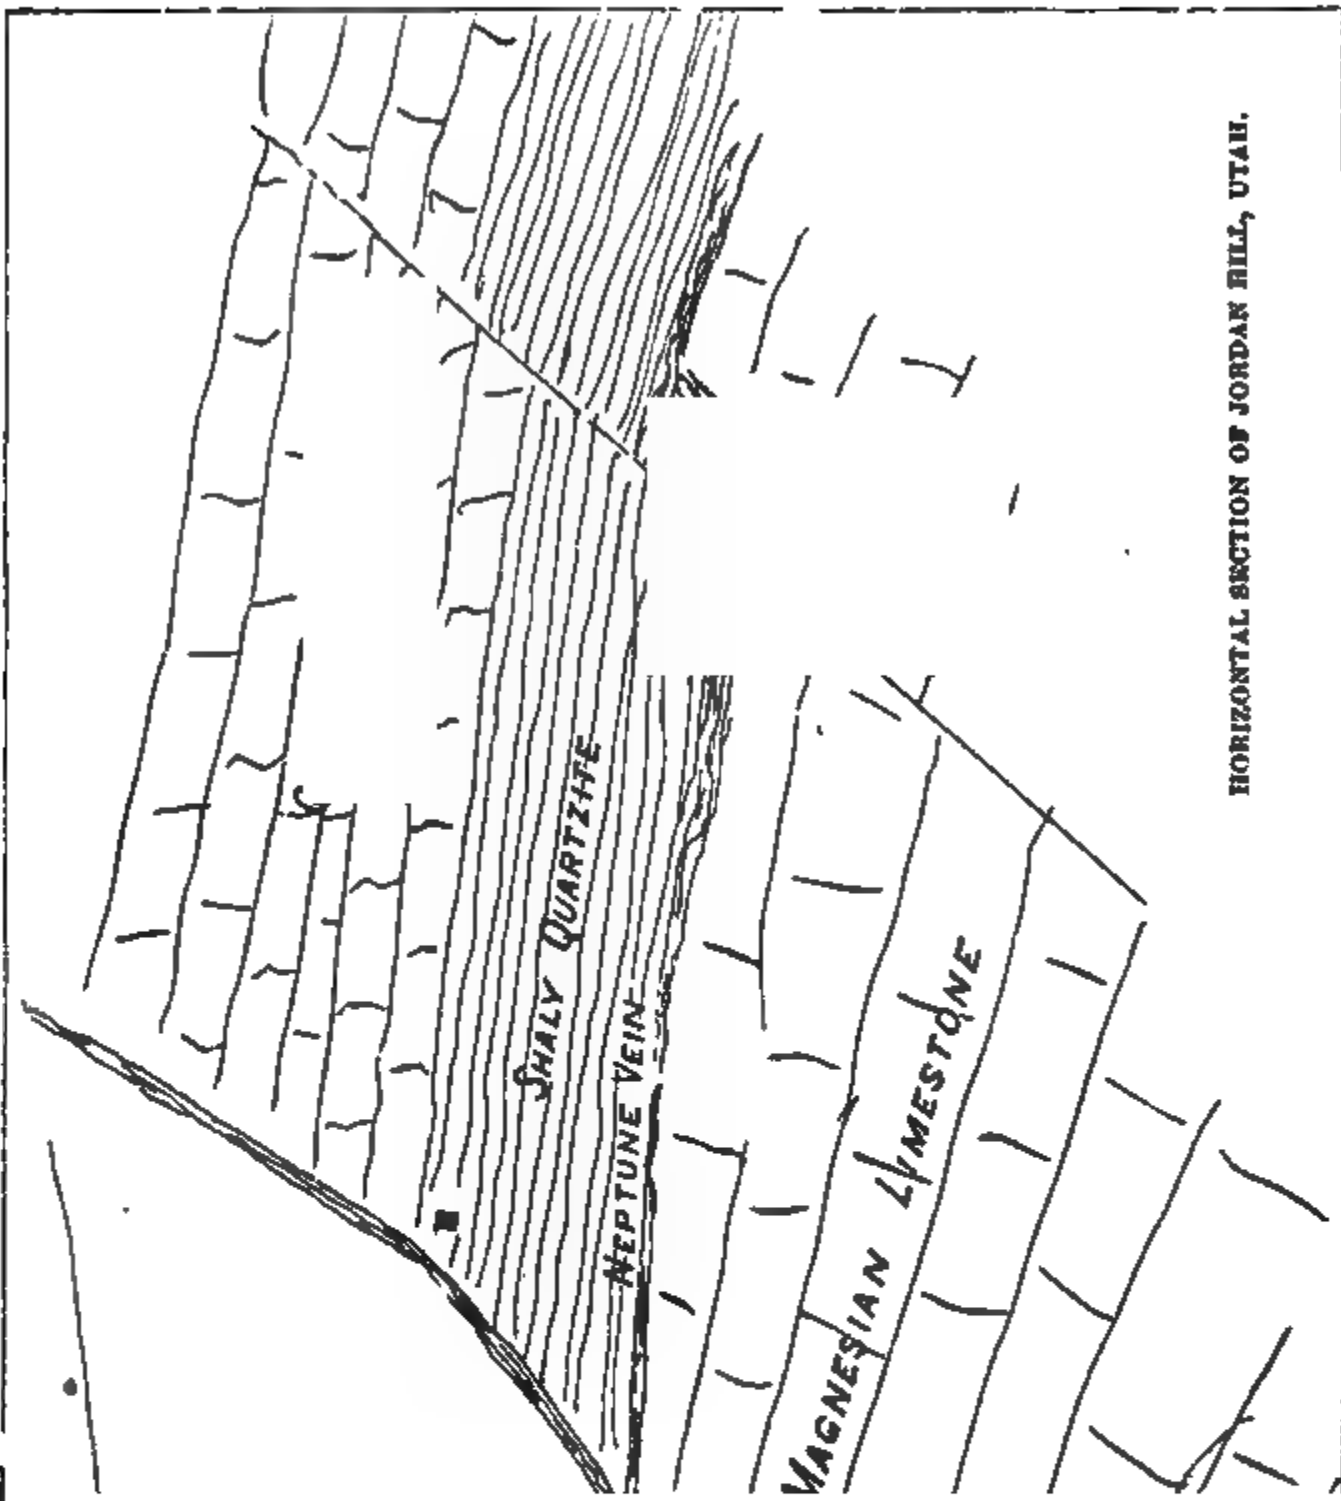 SHALY QUARTZITE
NEPTUNE VEIN
MAGNESIAN LIMESTONE
HORIZONTAL SECTION OF JORDAN HILL, UTAH.